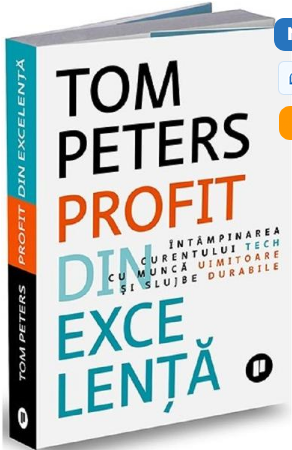 TOM
PETERS
PROFIT
DIN
EXCE
LENȚĂ
ÎNTÂMPINAREA
CURENTULUI TECH
CU MUNCĂ UIMITOARE
ȘI SLUJBE DURABILE
TOM PETERS PROFIT DIN EXCELENȚĂ